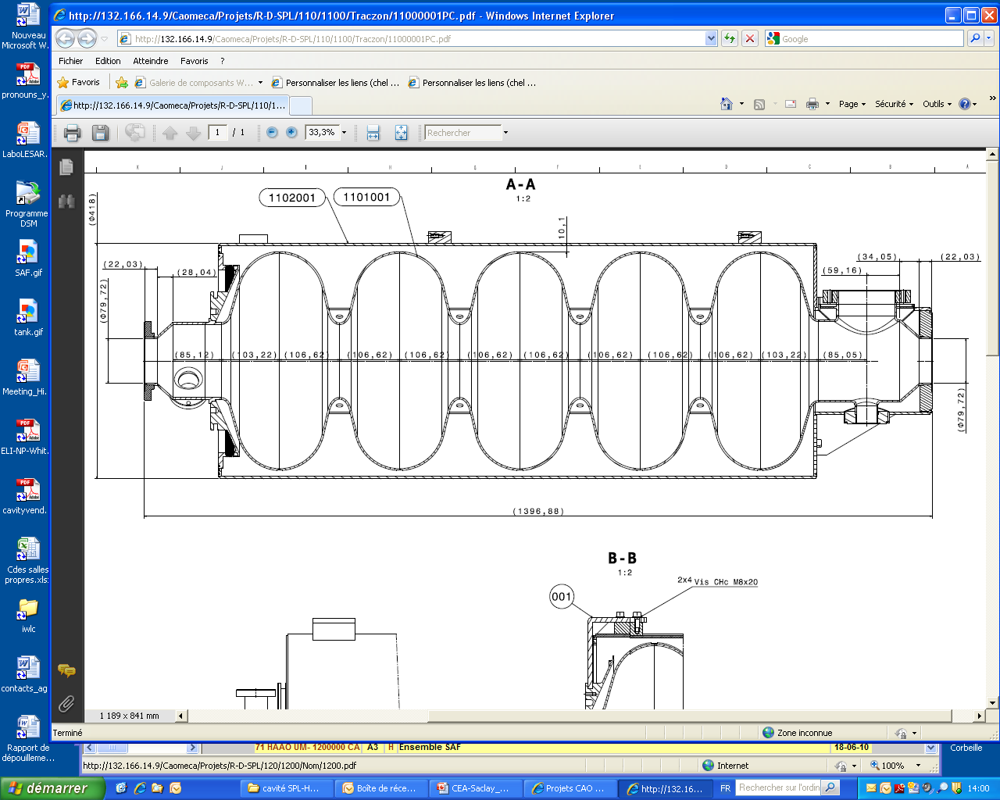 http://132.166.14.9/Caomeca/Projets/R-D-SPL/110/1100/Traczon/11000001PC.pdf - Windows Internet Explorer
http://132.166.14.9/Caomeca/Projets/R-D-SPL/110/1100/Traczon/11000001PC.pdf
Google
Fichier Edition Atteindre Favoris ?
Favoris Galerie de composants W... Personnaliser les liens (chel ... Personnaliser les liens (chel ...
http://132.166.14.9/Caomeca/Projets/R-D-SPL/110/1...
Page Sécurité Outils
1 / 1 33,3% Rechercher
Nouveau Microsoft W.
pronouns_y.
LaboLESAR.
Programme DSM
SAF.gif
tank.gif
Meeting_Hi.
ELI-NP-Whit.
cavityvend.
Cdes salles propres.xls
iwlc
contacts_ag
Rapport de dépouilleme...
K J I H G F E D C B A
A-A
1:2
1102001 1101001
(Φ418)
10,1
(22,03) (28,04)
(Φ79,72)
(34,05) (22,03)
(59,16)
(85,12) (103,22) (106,62) (106,62) (106,62) (106,62) (106,62) (106,62) (106,62) (106,62) (103,22) (85,05)
(Φ79,72)
(1396,88)
B-B
1:2
001
2x4 Vis CHc M8x20
1 189 x 841 mm
Terminé
Zone inconnue
71 HAAO UM- 1200000 CA A3 H Ensemble SAF 18-06-10
Corbeille
http://132.166.14.9/Caomeca/Projets/R-D-SPL/120/1200/Nom/1200.pdf
Internet
100%
démarrer
cavité SPL-H...
Boîte de réce...
CEA-Saclay_...
Projets CAO ...
http://132.16...
FR
Rechercher sur l'ordin
14:00